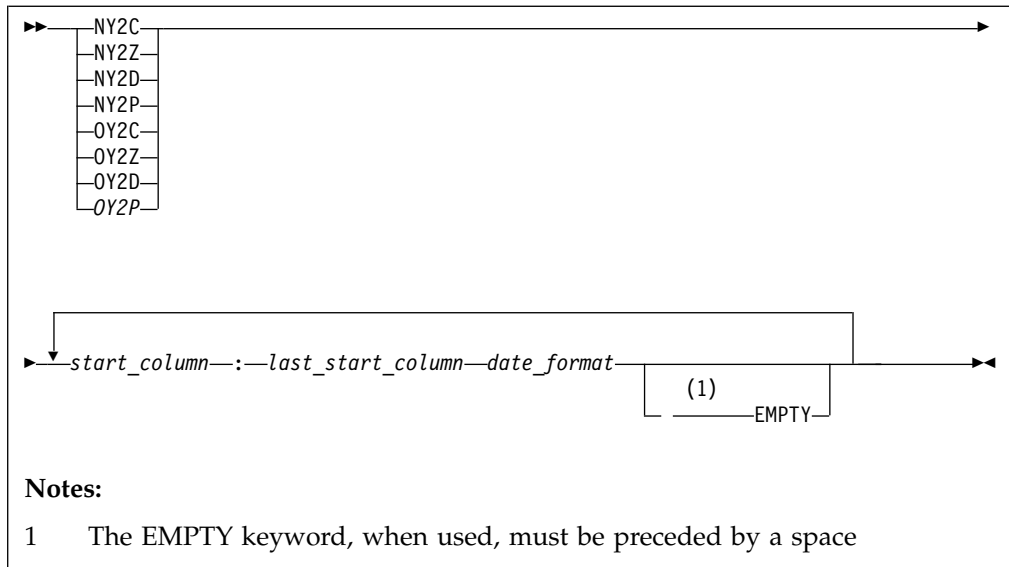 NY2C
NY2Z
NY2D
NY2P
OY2C
OY2Z
OY2D
OY2P
start_column : last_start_column date_format
(1)
EMPTY
Notes:
1 The EMPTY keyword, when used, must be preceded by a space